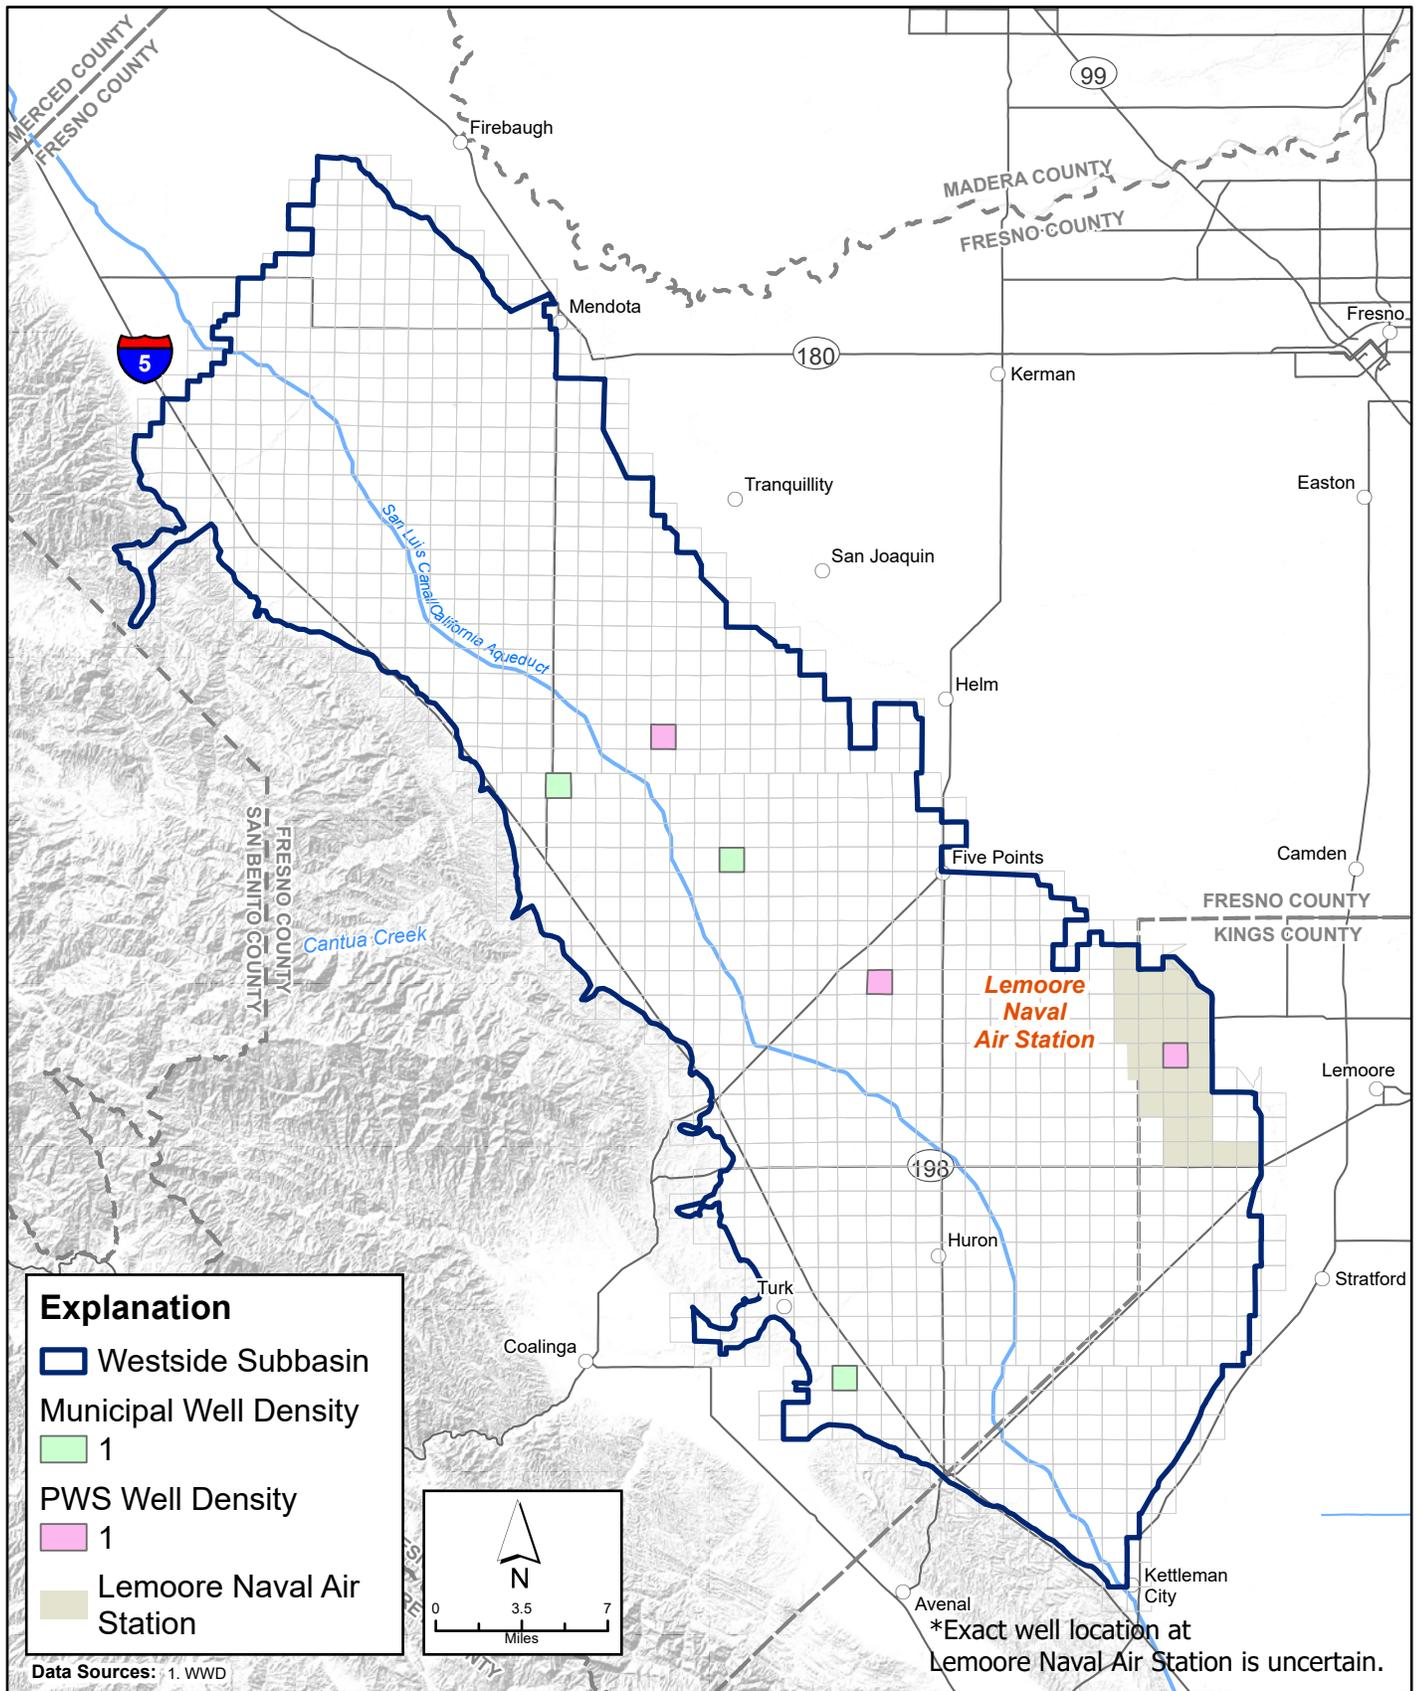 MERCED COUNTY
FRESNO COUNTY
99
Firebaugh
MADERA COUNTY
FRESNO COUNTY
Mendota
Fresno
5
180
Kerman
Tranquillity
Easton
San Joaquin
San Luis Canal/California Aqueduct
Helm
SAN BENITO COUNTY
FRESNO COUNTY
Five Points
Camden
FRESNO COUNTY
KINGS COUNTY
Cantua Creek
Lemoore
Naval
Air Station
Lemoore
198
Huron
Turk
Stratford
Coalinga
Explanation
Westside Subbasin
Municipal Well Density
1
PWS Well Density
1
Lemoore Naval Air
Station
N
0 3.5 7
Miles
Kettleman
City
Avenal
*Exact well location at
Lemoore Naval Air Station is uncertain.
Data Sources: 1. WWD